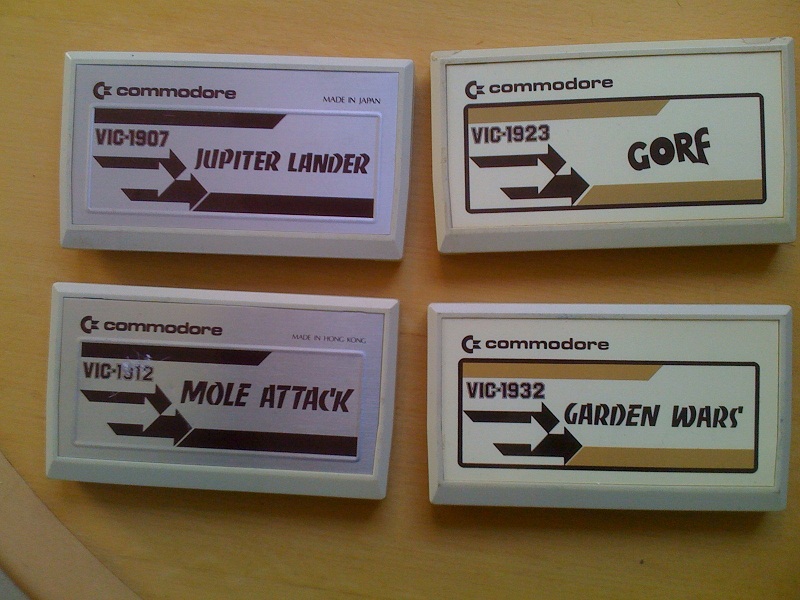 commodore
MADE IN JAPAN
VIC-1907
JUPITER LANDER
commodore
VIC-1923
GORF
commodore
MADE IN HONG KONG
VIC-1912
MOLE ATTACK
commodore
VIC-1932
GARDEN WARS